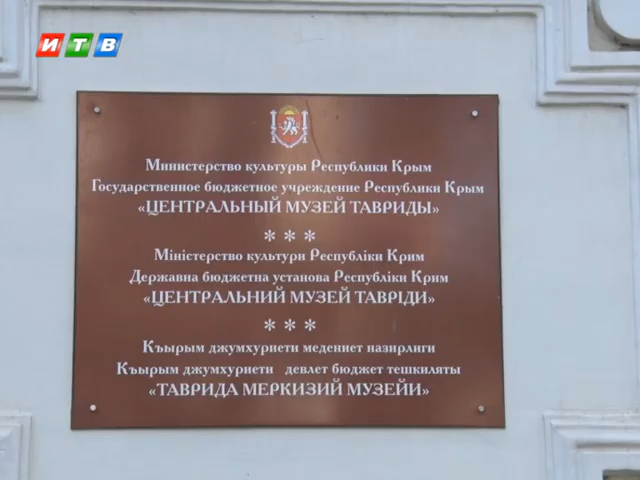 ИТВ
Министерство культуры Республики Крым
Государственное бюджетное учреждение Республики Крым
«ЦЕНТРАЛЬНЫЙ МУЗЕЙ ТАВРИДЫ»
* * *
Міністерство культури Республіки Крим
Державна бюджетна установа Республіки Крим
«ЦЕНТРАЛЬНИЙ МУЗЕЙ ТАВРІДИ»
* * *
Къырым джумхуриети медениет назирлиги
Къырым джумхуриети девлет бюджет тешкиляты
«ТАВРИДА МЕРКИЗИЙ МУЗЕЙИ»